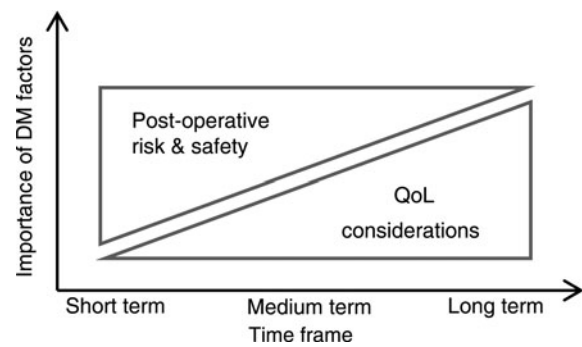 Importance of DM factors
Post-operative
risk & safety
QoL
considerations
Short term
Medium term
Long term
Time frame